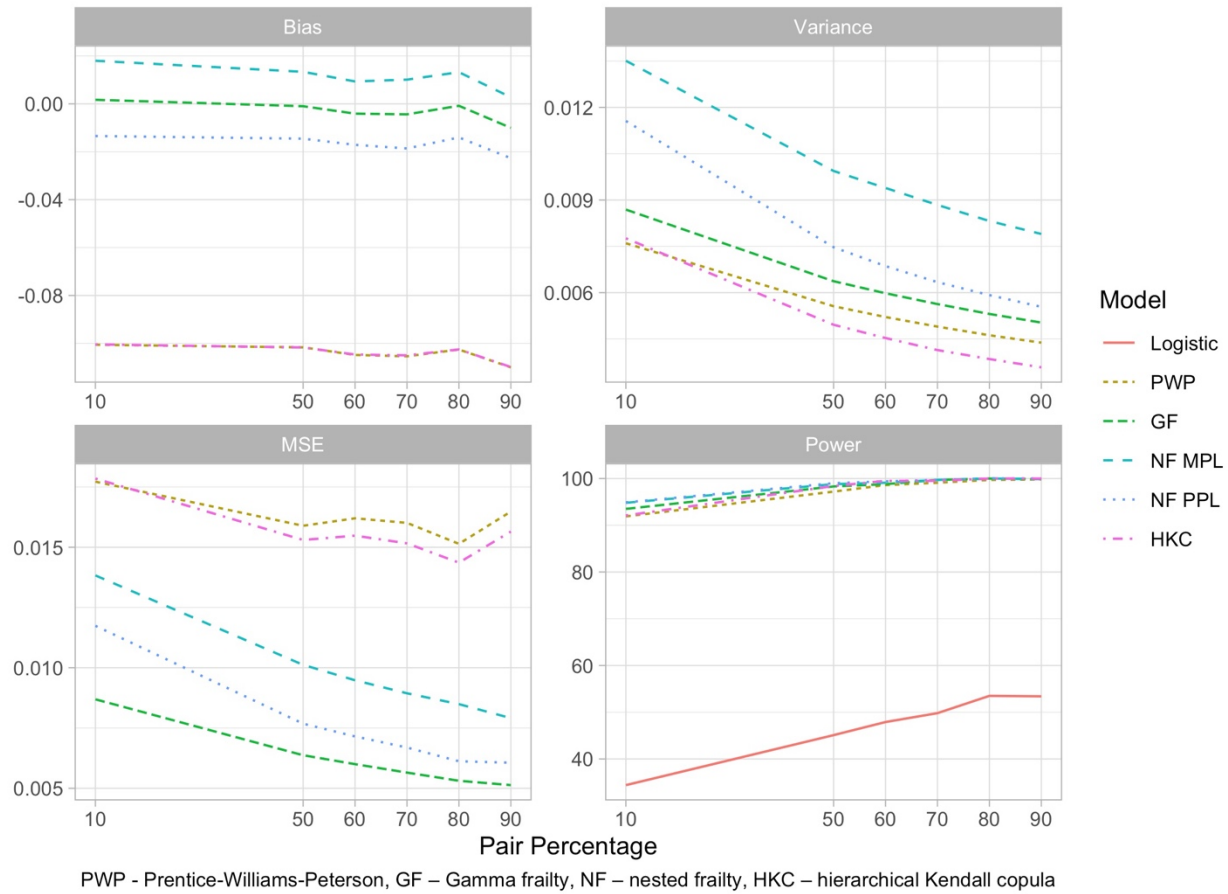 Bias
Variance
0.00
-0.04
-0.08
0.012
0.009
0.006
10 50 60 70 80 90
10 50 60 70 80 90
MSE
Power
0.015
0.010
0.005
100
80
60
40
10 50 60 70 80 90
10 50 60 70 80 90
Pair Percentage
Model
Logistic
PWP
GF
NF MPL
NF PPL
HKC
PWP - Prentice-Williams-Peterson, GF – Gamma frailty, NF – nested frailty, HKC – hierarchical Kendall copula